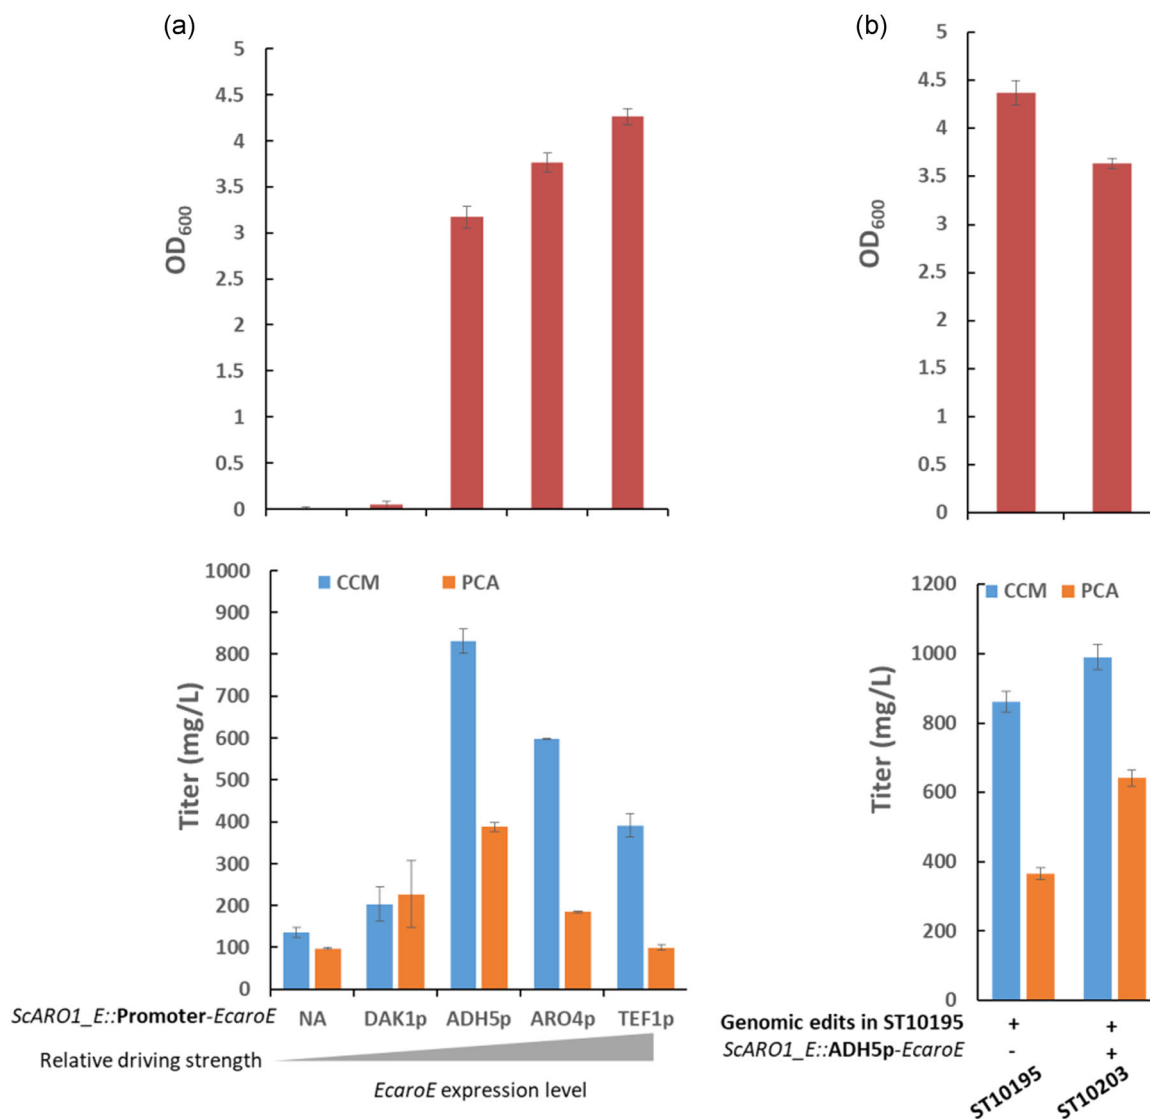 (a)
5
4.5
4
3.5
3
2.5
2
1.5
1
0.5
0
OD600
1000
900
800
700
600
500
400
300
200
100
0
Titer (mg/L)
CCM PCA
ScARO1_E::Promoter-EcaroE NA DAK1p ADH5p ARO4p TEF1p
Relative driving strength
EcaroE expression level
(b)
5
4.5
4
3.5
3
2.5
2
1.5
1
0.5
0
OD600
1200
1000
800
600
400
200
0
Titer (mg/L)
CCM PCA
Genomic edits in ST10195 + +
ScARO1_E::ADH5p-EcaroE - +
ST10195 ST10203